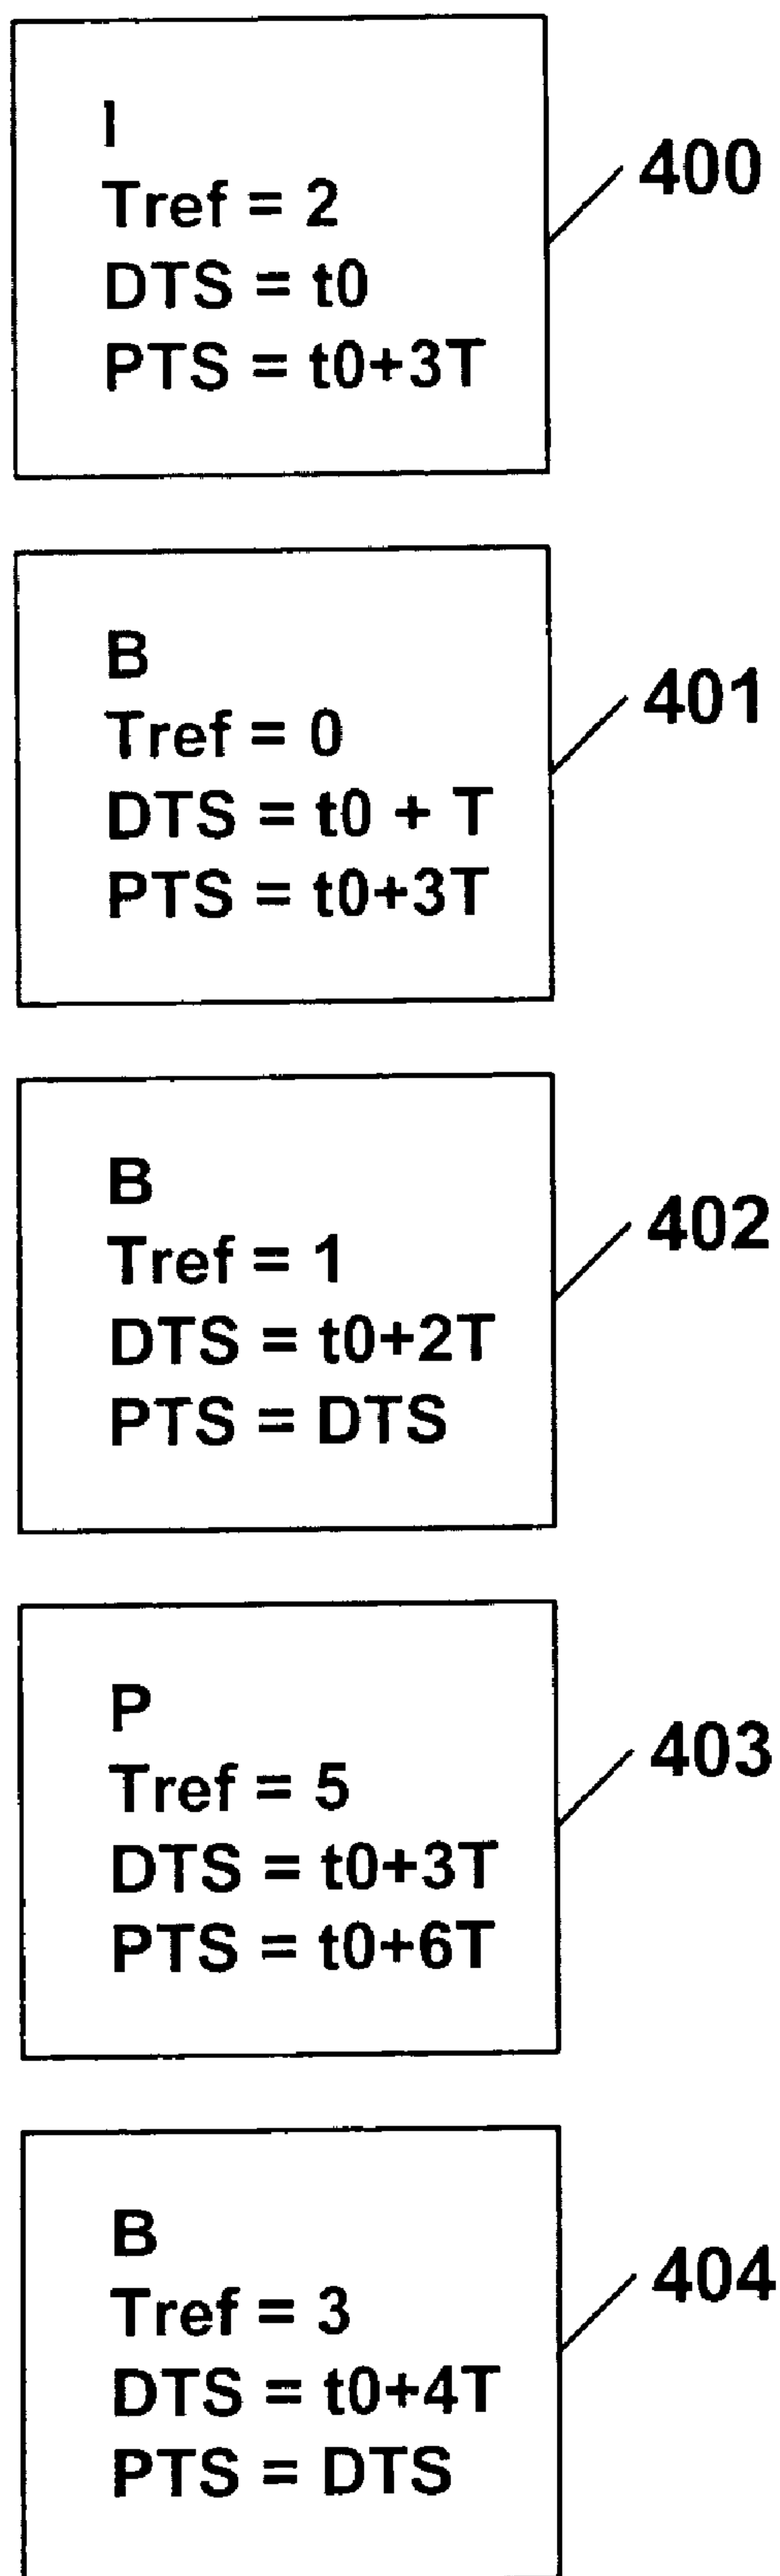 I
Tref = 2
DTS = t0
PTS = t0+3T
400
B
Tref = 0
DTS = t0 + T
PTS = t0+3T
401
B
Tref = 1
DTS = t0+2T
PTS = DTS
402
P
Tref = 5
DTS = t0+3T
PTS = t0+6T
403
B
Tref = 3
DTS = t0+4T
PTS = DTS
404